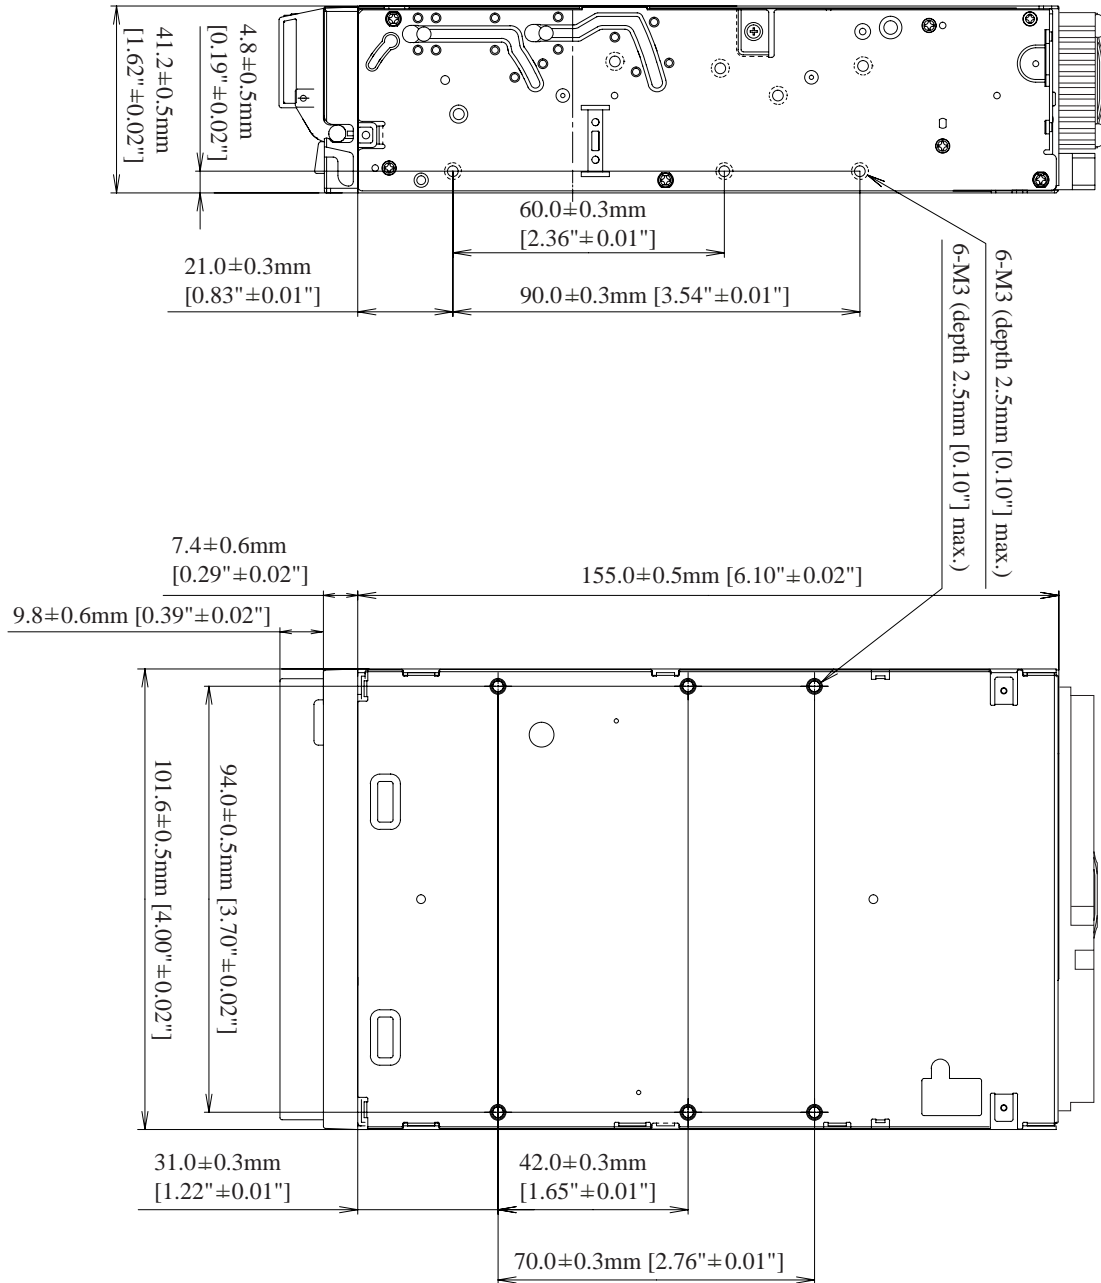 41.2±0.5mm
[1.62"±0.02"]
4.8±0.5mm
[0.19"±0.02"]
60.0±0.3mm
[2.36"±0.01"]
21.0±0.3mm
[0.83"±0.01"]
90.0±0.3mm [3.54"±0.01"]
6-M3 (depth 2.5mm [0.10"] max.)
6-M3 (depth 2.5mm [0.10"] max.)
7.4±0.6mm
[0.29"±0.02"]
155.0±0.5mm [6.10"±0.02"]
9.8±0.6mm [0.39"±0.02"]
101.6±0.5mm [4.00"±0.02"]
94.0±0.5mm [3.70"±0.02"]
31.0±0.3mm
[1.22"±0.01"]
42.0±0.3mm
[1.65"±0.01"]
70.0±0.3mm [2.76"±0.01"]